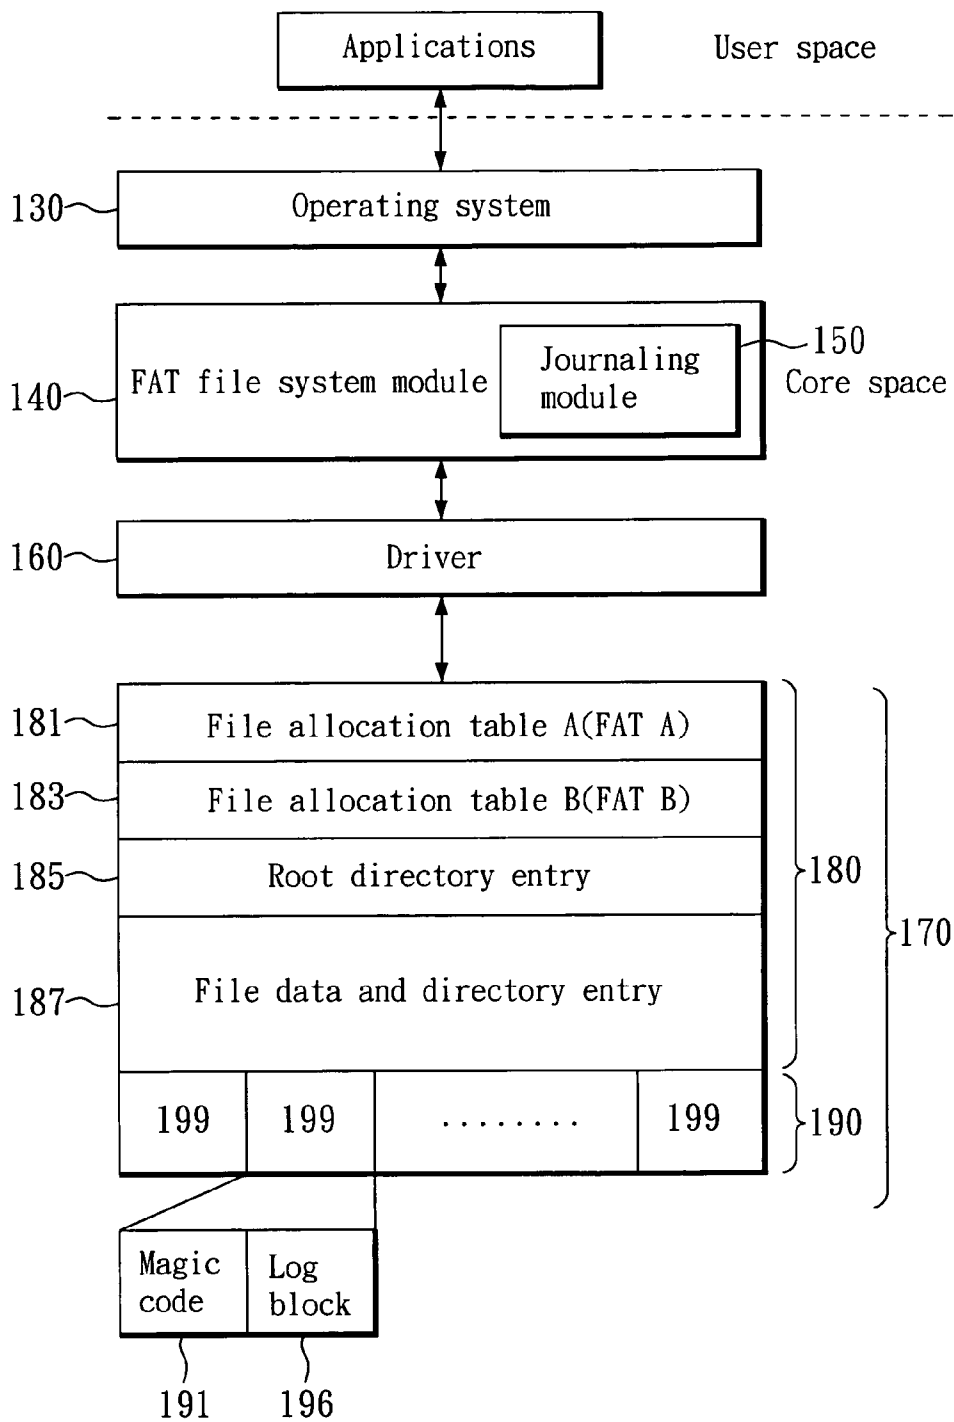 Applications
User space
130
Operating system
150
Journaling
module
FAT file system module
140
Core space
160
Driver
181
File allocation table A(FAT A)
183
File allocation table B(FAT B)
185
Root directory entry
180
170
187
File data and directory entry
199 199 ........ 199
190
Magic
code
Log
block
191
196